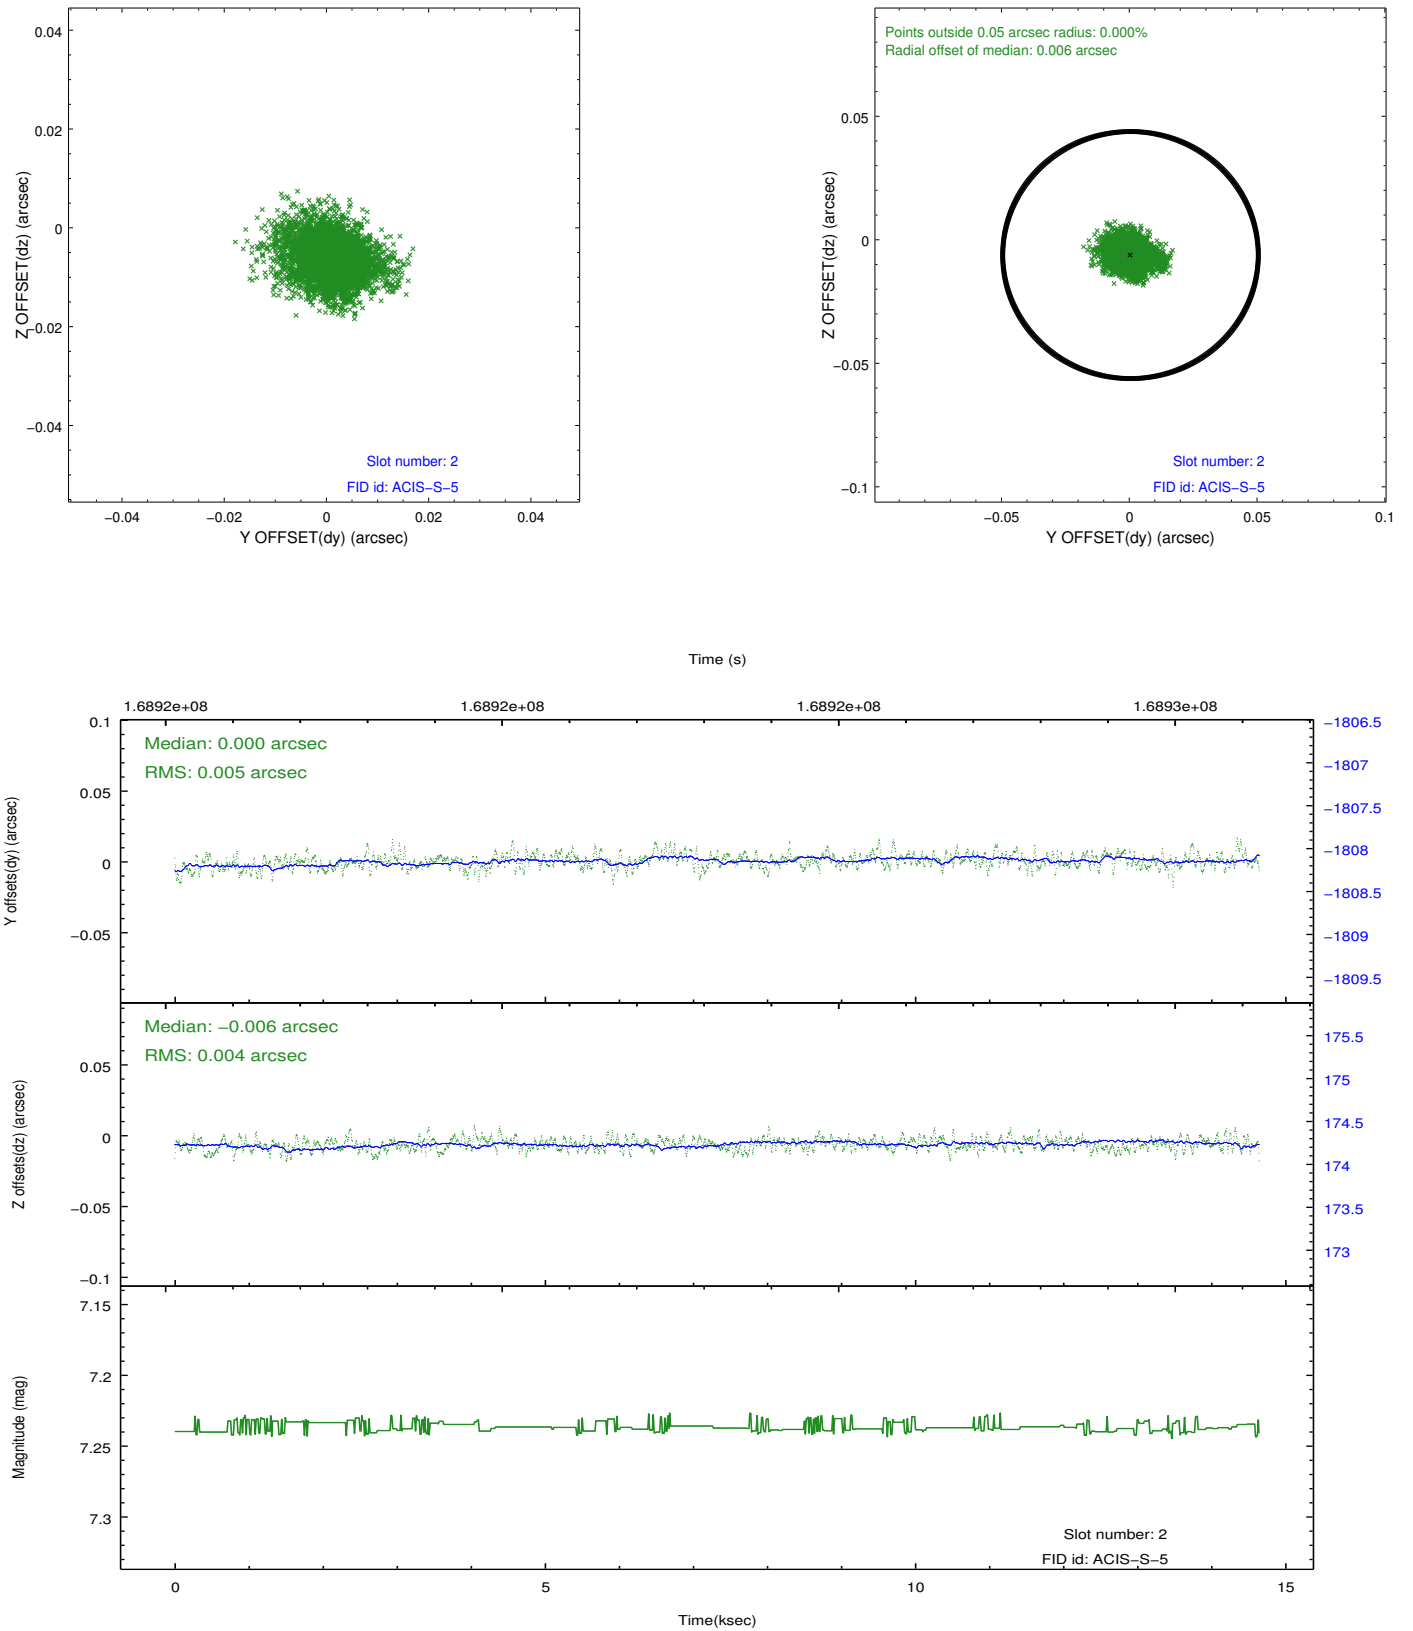 0.04
0.02
0
−0.02
−0.04
Z OFFSET(dz) (arcsec)
Slot number: 2
FID id: ACIS−S−5
−0.04 −0.02 0 0.02 0.04
Y OFFSET(dy) (arcsec)
Points outside 0.05 arcsec radius: 0.000%
Radial offset of median: 0.006 arcsec
0.05
0
−0.05
−0.1
Z OFFSET(dz) (arcsec)
Slot number: 2
FID id: ACIS−S−5
−0.05 0 0.05 0.1
Y OFFSET(dy) (arcsec)
Time (s)
1.6892e+08 1.6892e+08 1.6892e+08 1.6893e+08
Median: 0.000 arcsec
RMS: 0.005 arcsec
0.1
0.05
0
−0.05
Y offsets(dy) (arcsec)
−1806.5
−1807
−1807.5
−1808
−1808.5
−1809
−1809.5
Median: −0.006 arcsec
RMS: 0.004 arcsec
0.05
0
−0.05
−0.1
Z offsets(dz) (arcsec)
175.5
175
174.5
174
173.5
173
7.15
7.2
7.25
7.3
Magnitude (mag)
Slot number: 2
FID id: ACIS−S−5
0 5 10 15
Time(ksec)